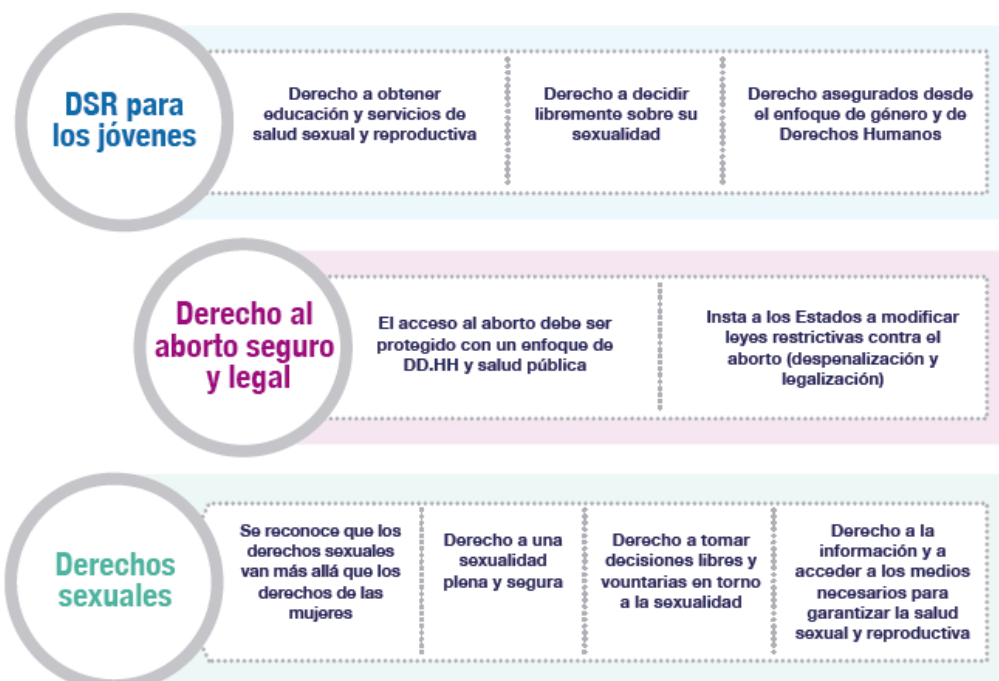 DSR para
los jóvenes
Derecho a obtener
educación y servicios de
salud sexual y reproductiva
Derecho a decidir
libremente sobre su
sexualidad
Derecho asegurados desde
el enfoque de género y de
Derechos Humanos
Derecho al
aborto seguro
y legal
El acceso al aborto debe ser
protegido con un enfoque de
DD.HH y salud pública
Insta a los Estados a modificar
leyes restrictivas contra el
aborto (despenalización y
legalización)
Derechos
sexuales
Se reconoce que los
derechos sexuales
van más allá que los
derechos de las
mujeres
Derecho a una
sexualidad
plena y segura
Derecho a tomar
decisiones libres y
vountarias en torno
a la sexualidad
Derecho a la
información y a
acceder a los medios
necesarios para
garantizar la salud
sexual y reproductiva